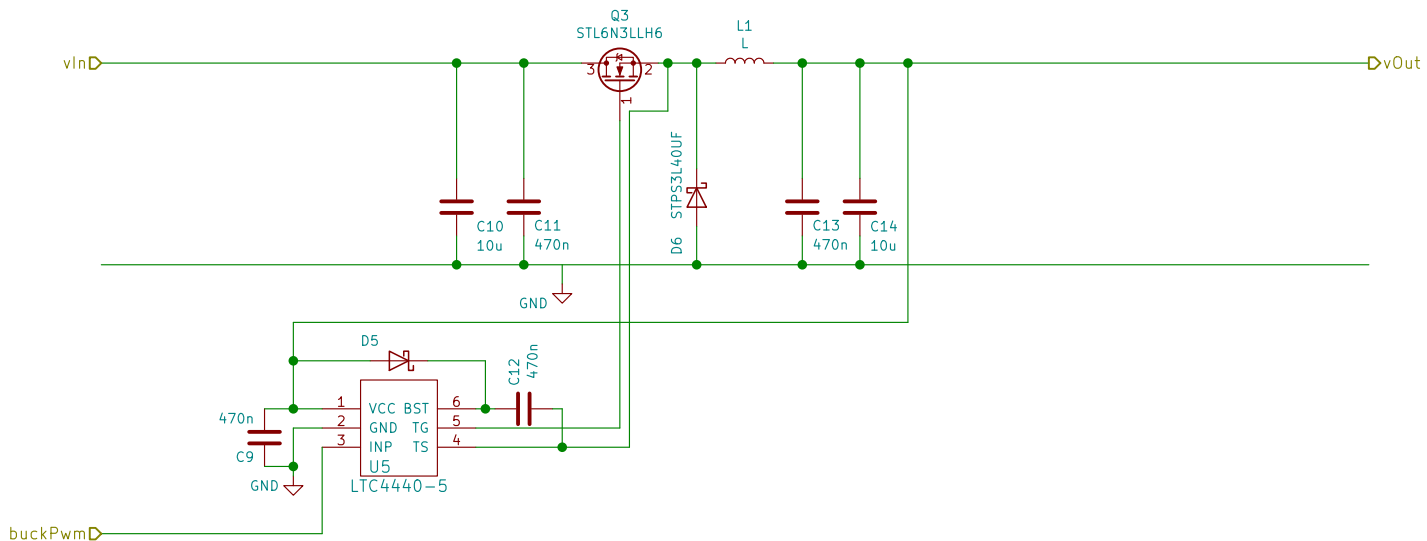 Q3
STL6N3LLH6
L1
L
vIn
3
2
1
vOut
STPS3L40UF
D6
C10
10u
C11
470n
C13
470n
C14
10u
GND
D5
C12
470n
470n
C9
GND
1
2
3
VCC
GND
INP
BST
TG
TS
6
5
4
U5
LTC4440-5
buckPwm